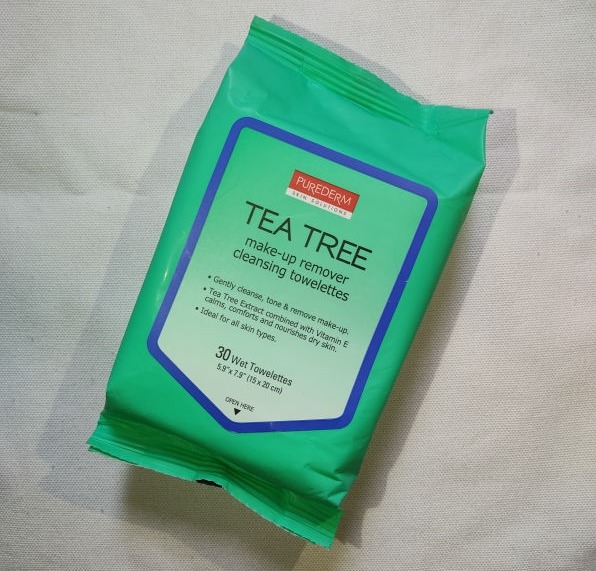 PUREDERM
SKIN SOLUTIONS
TEA TREE
make-up remover
cleansing towelettes
• Gently cleanse, tone & remove make-up.
• Tea Tree Extract combined with Vitamin E
calms, comforts and nourishes dry skin.
• Ideal for all skin types.
30 Wet Towelettes
5.9"x 7.9" (15 x 20 cm)
OPEN HERE